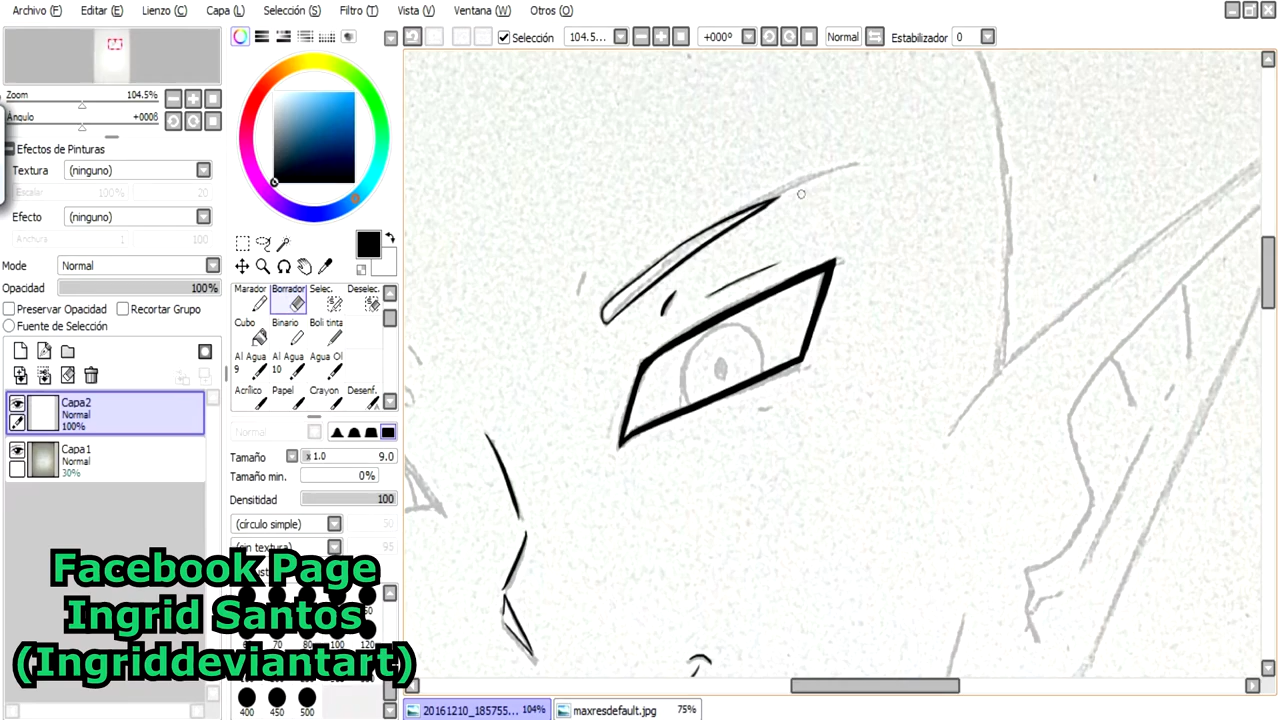 Archivo (F) Editar (E) Lienzo (C) Capa (L) Selección (S) Filtro (T) Vista (V) Ventana (W) Otros (O)
Selección 104.5... +000º Normal Estabilizador 0
Zoom 104.5%
Ángulo +000º
Efectos de Pinturas
Textura (ninguno)
Escalar 100% 20
Efecto (ninguno)
Anchura 1 100
Mode Normal
Opacidad 100%
Preservar Opacidad Recortar Grupo
Fuente de Selección
Capa2
Normal
100%
Capa1
Normal
30%
Marador Borrador Selec. Deselec.
Cubo Binario Boli tinta
Al Agua 9 Al Agua 10 Agua Ol
Acrílico Papel Crayon Desenf.
Normal
Tamaño x 1.0 9.0
Tamaño min. 0%
Densitidad 100
(círculo simple) 50
(sin textura) 95
100 120
400 450 500
Facebook Page
Ingrid Santos
(Ingriddeviantart)
20161210_185755... 104% maxresdefault.jpg 75%